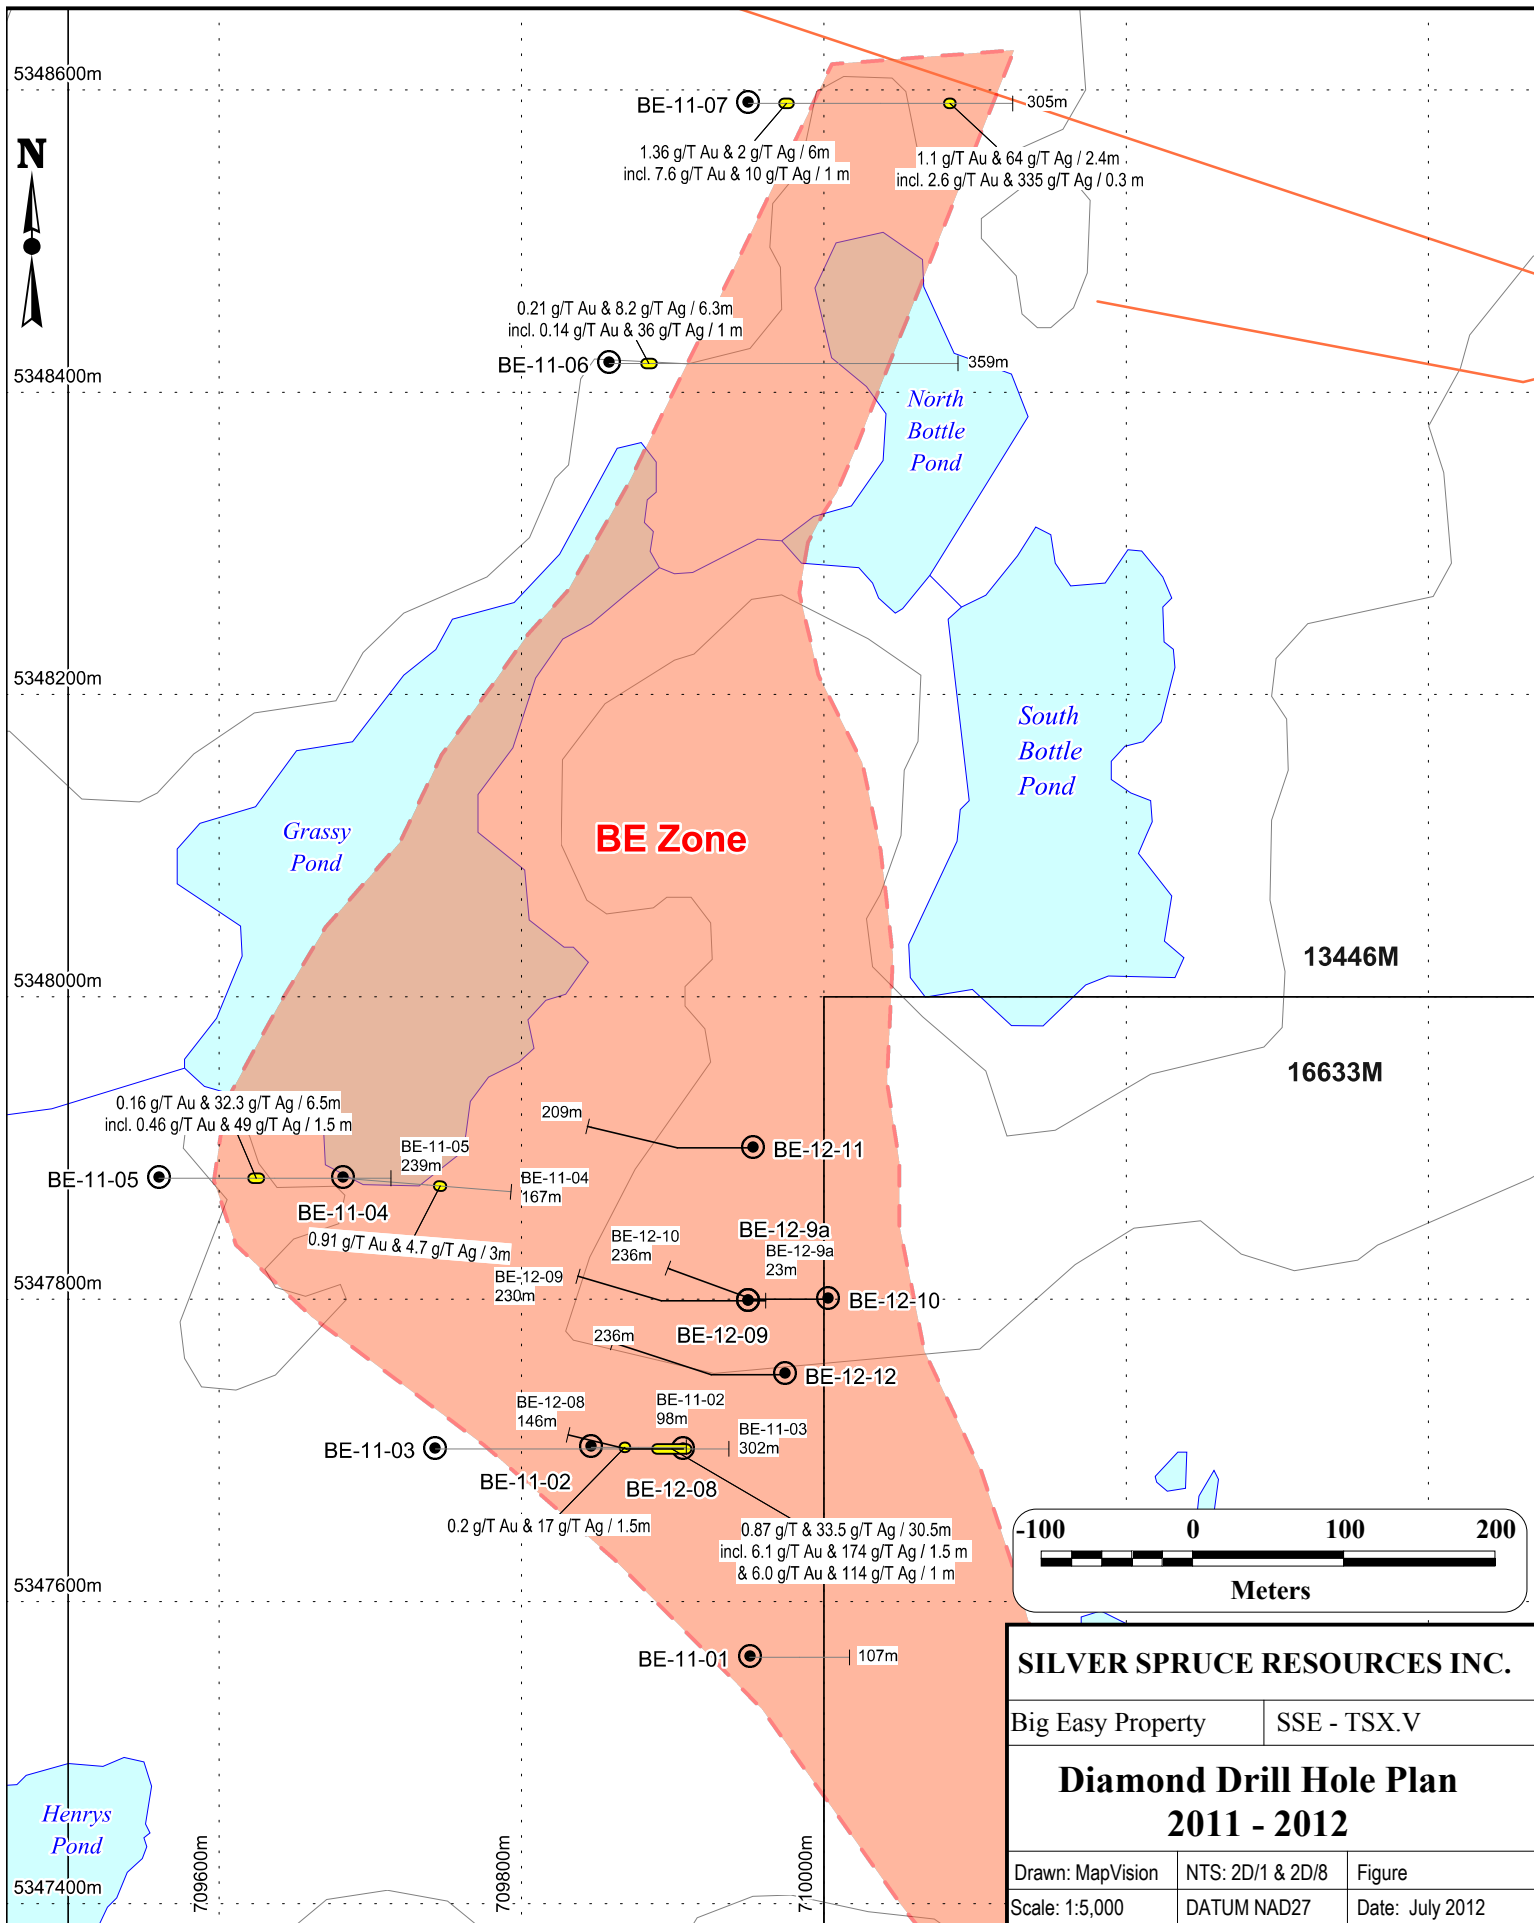 5348600m
N
BE-11-07
305m
1.36 g/T Au & 2 g/T Ag / 6m
incl. 7.6 g/T Au & 10 g/T Ag / 1 m
1.1 g/T Au & 64 g/T Ag / 2.4m
incl. 2.6 g/T Au & 335 g/T Ag / 0.3 m
0.21 g/T Au & 8.2 g/T Ag / 6.3m
incl. 0.14 g/T Au & 36 g/T Ag / 1 m
BE-11-06
359m
5348400m
North
Bottle
Pond
5348200m
South
Bottle
Pond
Grassy
Pond
BE Zone
13446M
5348000m
16633M
0.16 g/T Au & 32.3 g/T Ag / 6.5m
incl. 0.46 g/T Au & 49 g/T Ag / 1.5 m
209m
BE-12-11
BE-11-05
239m
BE-11-05
BE-11-04
167m
BE-11-04
0.91 g/T Au & 4.7 g/T Ag / 3m
BE-12-9a
BE-12-10
236m
BE-12-9a
23m
BE-12-09
230m
5347800m
BE-12-10
BE-12-09
236m
BE-12-12
BE-12-08
146m
BE-11-02
98m
BE-11-03
302m
BE-11-03
BE-11-02
BE-12-08
0.2 g/T Au & 17 g/T Ag / 1.5m
0.87 g/T & 33.5 g/T Ag / 30.5m
incl. 6.1 g/T Au & 174 g/T Ag / 1.5 m
& 6.0 g/T Au & 114 g/T Ag / 1 m
-100 0 100 200
Meters
5347600m
BE-11-01
107m
SILVER SPRUCE RESOURCES INC.
Big Easy Property
SSE - TSX.V
Diamond Drill Hole Plan
2011 - 2012
Henrys
Pond
709600m
709800m
710000m
5347400m
Drawn: MapVision
NTS: 2D/1 & 2D/8
Figure
Scale: 1:5,000
DATUM NAD27
Date: July 2012